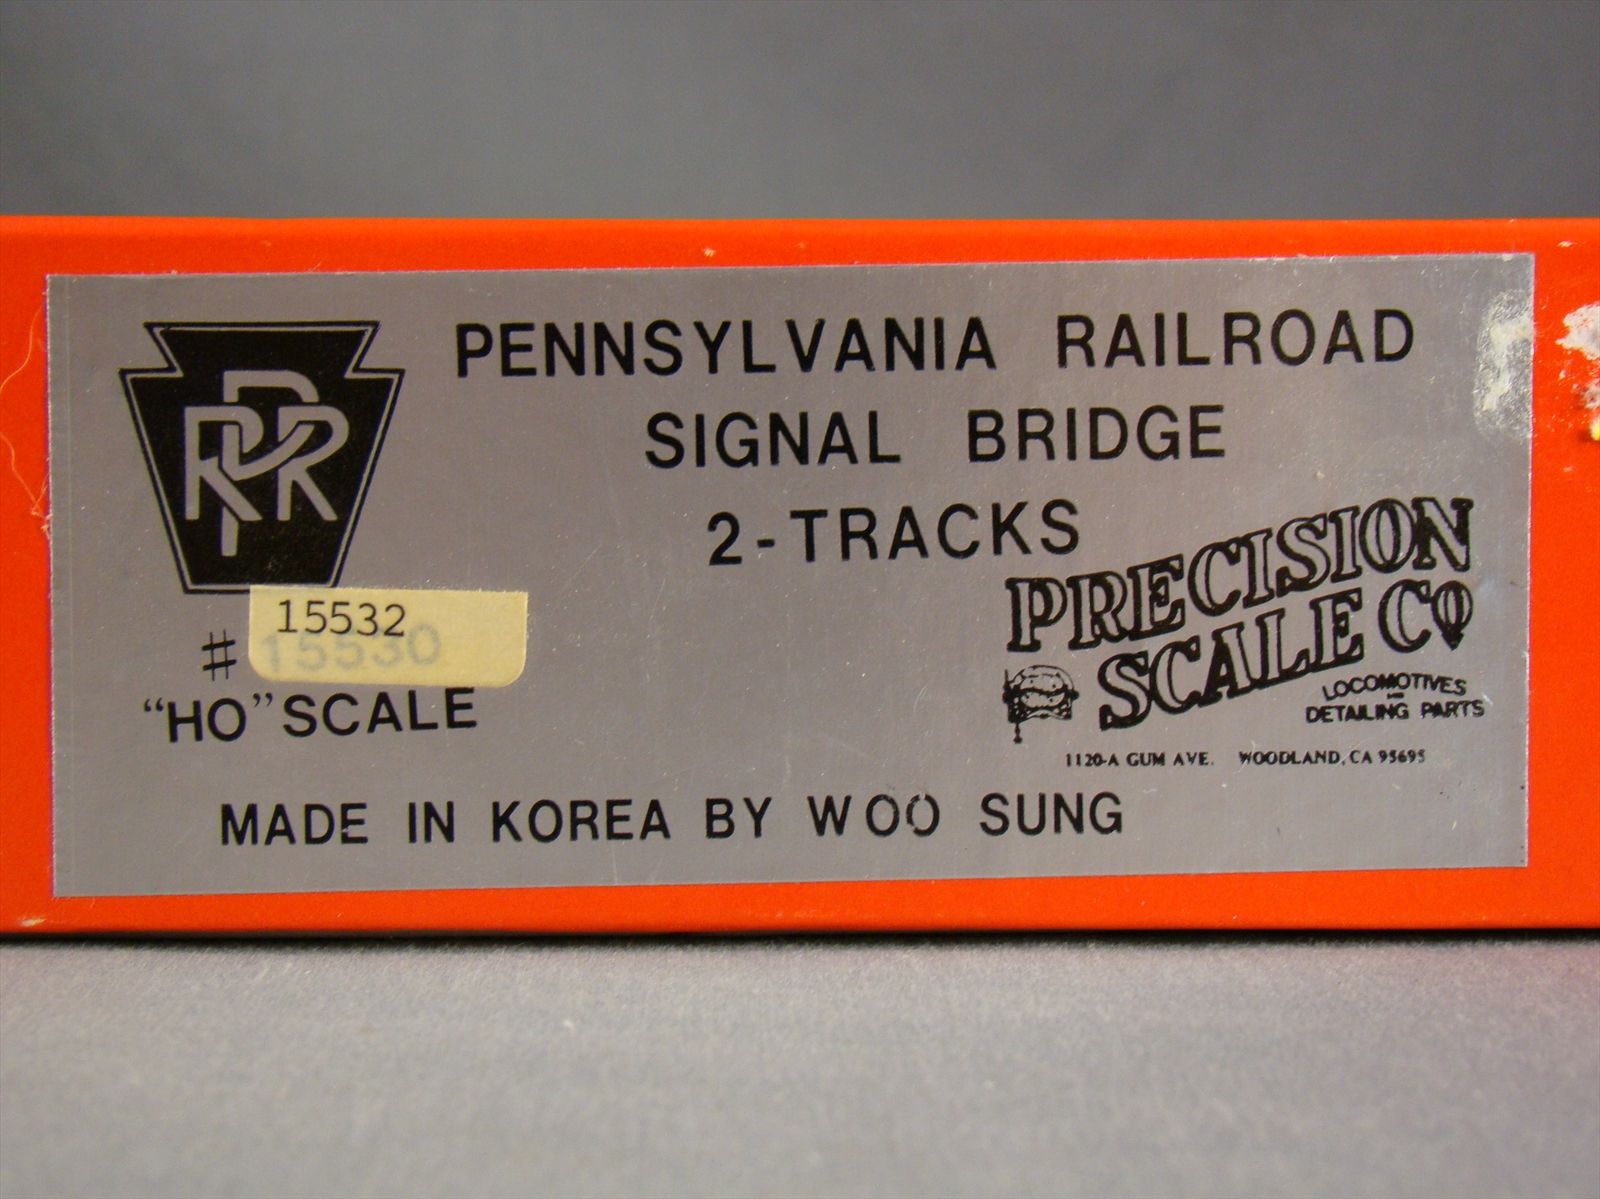 PRR
PENNSYLVANIA RAILROAD
SIGNAL BRIDGE
2-TRACKS
# 15532
15530
"HO" SCALE
PRECISION
SCALE CO
LOCOMOTIVES
AND
DETAILING PARTS
1120-A GUM AVE. WOODLAND, CA 95695
MADE IN KOREA BY WOO SUNG